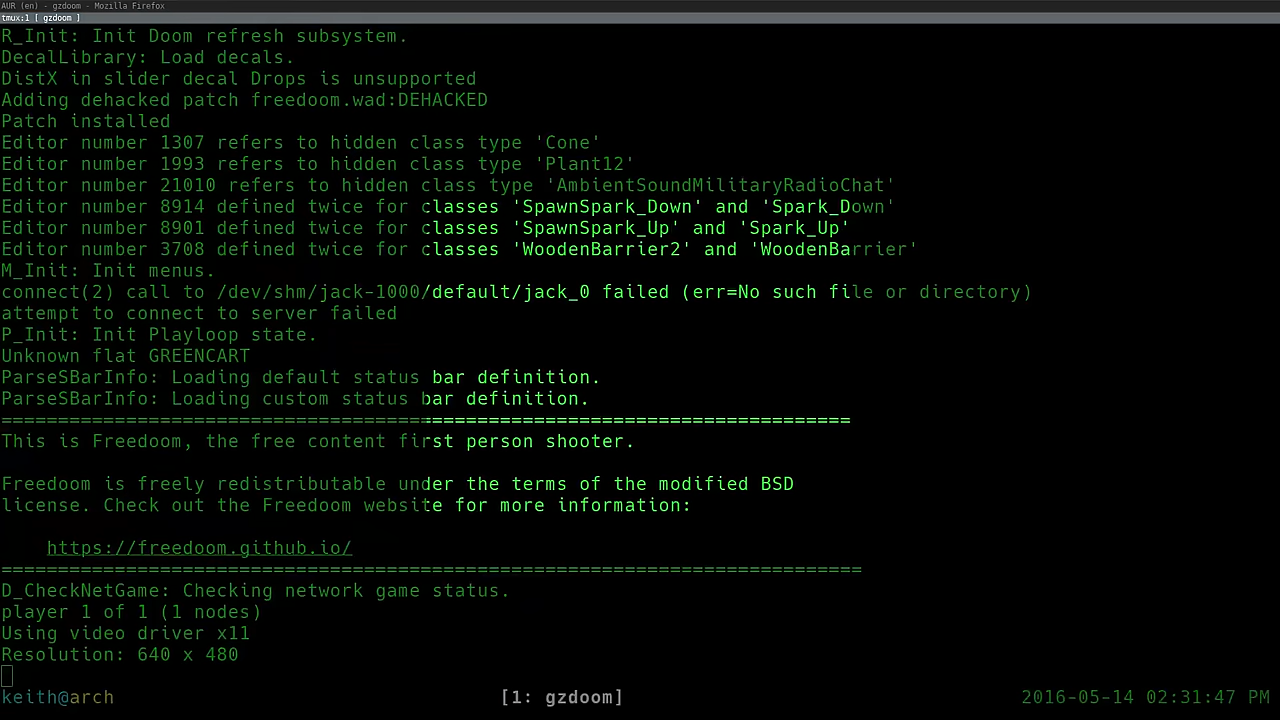 AUR (en) - gzdoom - Mozilla Firefox
tmux:1 [ gzdoom ]
R_Init: Init Doom refresh subsystem.
DecalLibrary: Load decals.
DistX in slider decal Drops is unsupported
Adding dehacked patch freedoom.wad:DEHACKED
Patch installed
Editor number 1307 refers to hidden class type 'Cone'
Editor number 1993 refers to hidden class type 'Plant12'
Editor number 21010 refers to hidden class type 'AmbientSoundMilitaryRadioChat'
Editor number 8914 defined twice for classes 'SpawnSpark_Down' and 'Spark_Down'
Editor number 8901 defined twice for classes 'SpawnSpark_Up' and 'Spark_Up'
Editor number 3708 defined twice for classes 'WoodenBarrier2' and 'WoodenBarrier'
M_Init: Init menus.
connect(2) call to /dev/shm/jack-1000/default/jack_0 failed (err=No such file or directory)
attempt to connect to server failed
P_Init: Init Playloop state.
Unknown flat GREENCART
ParseSBarInfo: Loading default status bar definition.
ParseSBarInfo: Loading custom status bar definition.
===========================================================================
This is Freedoom, the free content first person shooter.
Freedoom is freely redistributable under the terms of the modified BSD
license. Check out the Freedoom website for more information:
https://freedoom.github.io/
============================================================================
D_CheckNetGame: Checking network game status.
player 1 of 1 (1 nodes)
Using video driver x11
Resolution: 640 x 480
keith@arch [1: gzdoom] 2016-05-14 02:31:47 PM